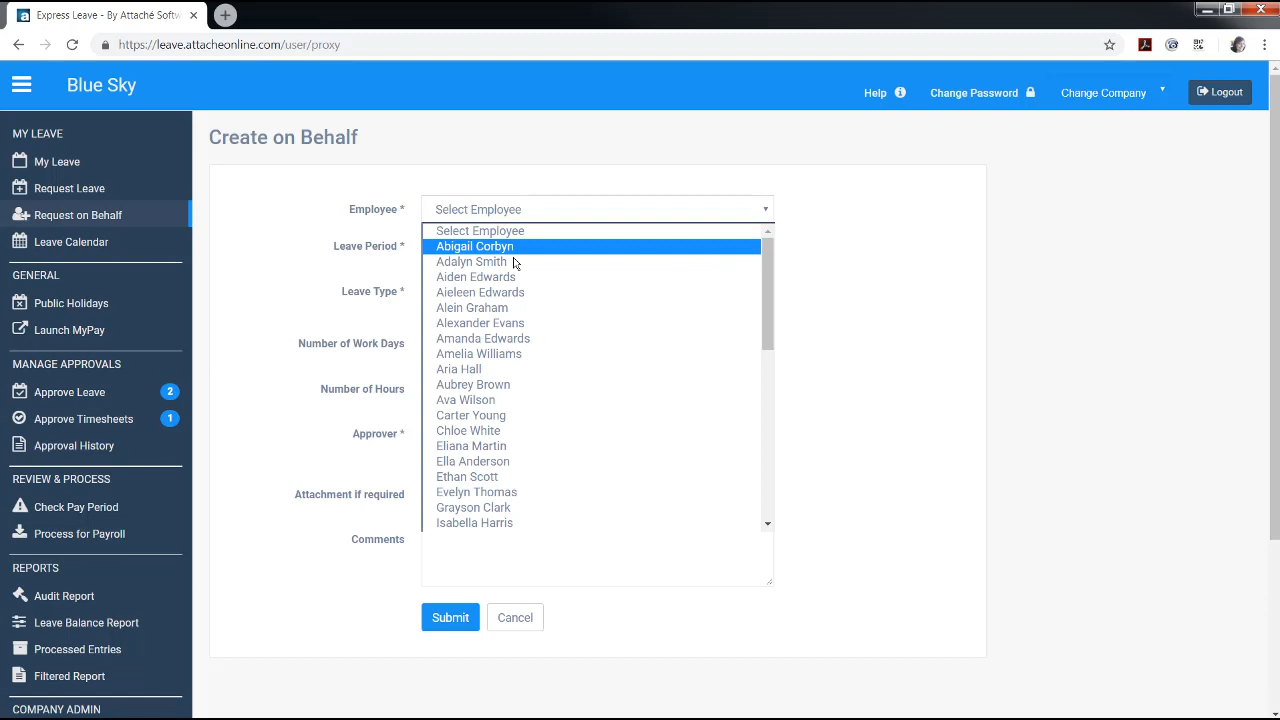 Express Leave - By Attaché Softw
https://leave.attacheonline.com/user/proxy
Blue Sky
Help
Change Password
Change Company
Logout
MY LEAVE
My Leave
Request Leave
Request on Behalf
Leave Calendar
GENERAL
Public Holidays
Launch MyPay
MANAGE APPROVALS
Approve Leave 2
Approve Timesheets 1
Approval History
REVIEW & PROCESS
Check Pay Period
Process for Payroll
REPORTS
Audit Report
Leave Balance Report
Processed Entries
Filtered Report
COMPANY ADMIN
Create on Behalf
Employee * Select Employee
Leave Period *
Leave Type *
Number of Work Days
Number of Hours
Approver *
Attachment if required
Comments
Select Employee
Abigail Corbyn
Adalyn Smith
Aiden Edwards
Aieleen Edwards
Alein Graham
Alexander Evans
Amanda Edwards
Amelia Williams
Aria Hall
Aubrey Brown
Ava Wilson
Carter Young
Chloe White
Eliana Martin
Ella Anderson
Ethan Scott
Evelyn Thomas
Grayson Clark
Isabella Harris
Submit
Cancel